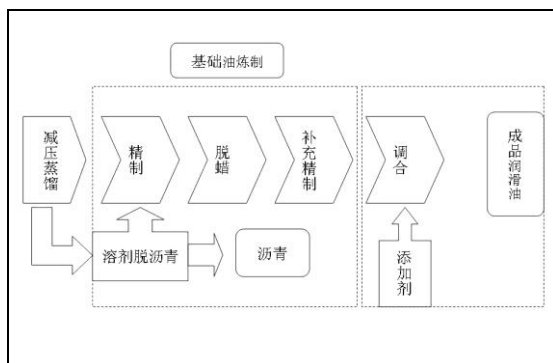 基础油炼制
减压蒸馏
精制
脱蜡
补充精制
调合
成品润滑油
溶剂脱沥青
沥青
添加剂